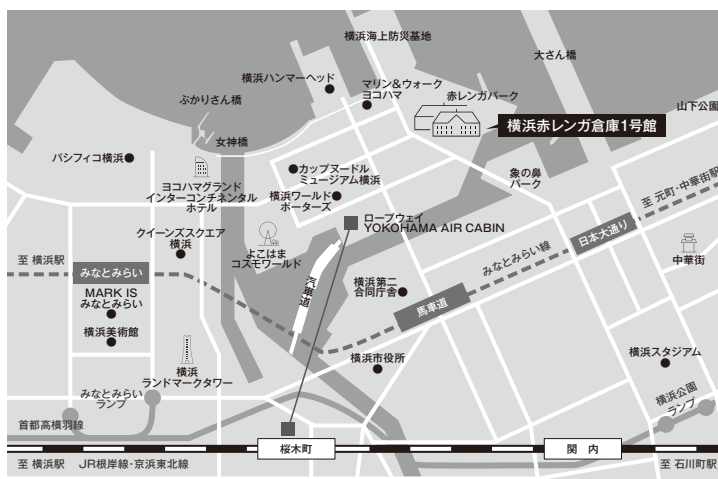 横浜海上防災基地
大さん橋
横浜ハンマーヘッド
マリン&ウォーク
ヨコハマ
赤レンガパーク
ぷかりさん橋
山下公園
横浜赤レンガ倉庫1号館
女神橋
パシフィコ横浜
カップヌードル
ミュージアム横浜
象の鼻
パーク
ヨコハマグランド
インターコンチネンタル
ホテル
横浜ワールド
ポーターズ
至 元町・中華街駅
ロープウェイ
YOKOHAMA AIR CABIN
クイーンズスクエア
横浜
よこはま
コスモワールド
日本大通り
みなとみらい線
中華街
至 横浜駅
みなとみらい
汽車道
横浜第二
合同庁舎
MARK IS
みなとみらい
馬車道
横浜美術館
横浜市役所
横浜スタジアム
横浜
ランドマークタワー
みなとみらい
ランプ
横浜公園
ランプ
首都高横羽線
桜木町
関 内
至 横浜駅
JR根岸線・京浜東北線
至 石川町駅